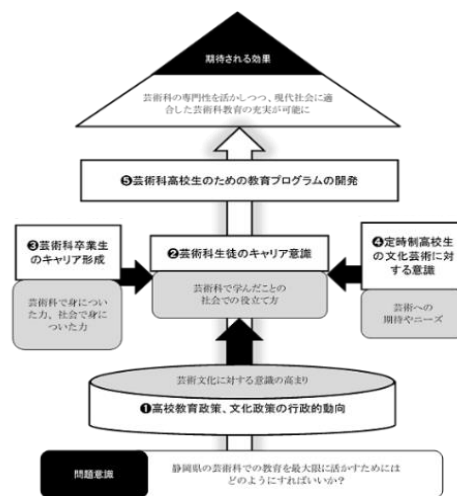 期待される効果
芸術科の専門性を活かしつつ、現代社会に適
合した芸術科教育の充実が可能に
❺芸術科高校生のための教育プログラムの開発
❸芸術科卒業生
のキャリア形成
芸術科で身につい
た力、社会で身に
ついた力
❷芸術科生徒のキャリア意識
芸術科で学んだことの
社会での役立て方
❹定時制高校生
の文化芸術に対
する意識
芸術への
期待やニーズ
芸術文化に対する意識の高まり
❶高校教育政策、文化政策の行政的動向
問題意識
静岡県の芸術科での教育を最大限に活かすためには
どのようにすればいいか?